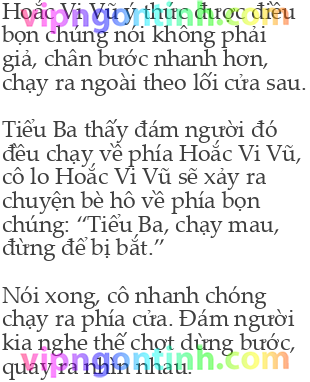 Hoắc Vi Vũ ý thức được điều
bọn chúng nói không phải
giả, chân bước nhanh hơn,
chạy ra ngoài theo lối cửa sau.
Tiểu Ba thấy đám người đó
đều chạy về phía Hoắc Vi Vũ,
cô lo Hoắc Vi Vũ sẽ xảy ra
chuyện bè hô về phía bọn
chúng: “Tiểu Ba, chạy mau,
đừng để bị bắt.”
Nói xong, cô nhanh chóng
chạy ra phía cửa. Đám người
kia nghe thế chợt dừng bước,
quay ra nhìn nhau.
vipngontinh.com
vipngontinh.com